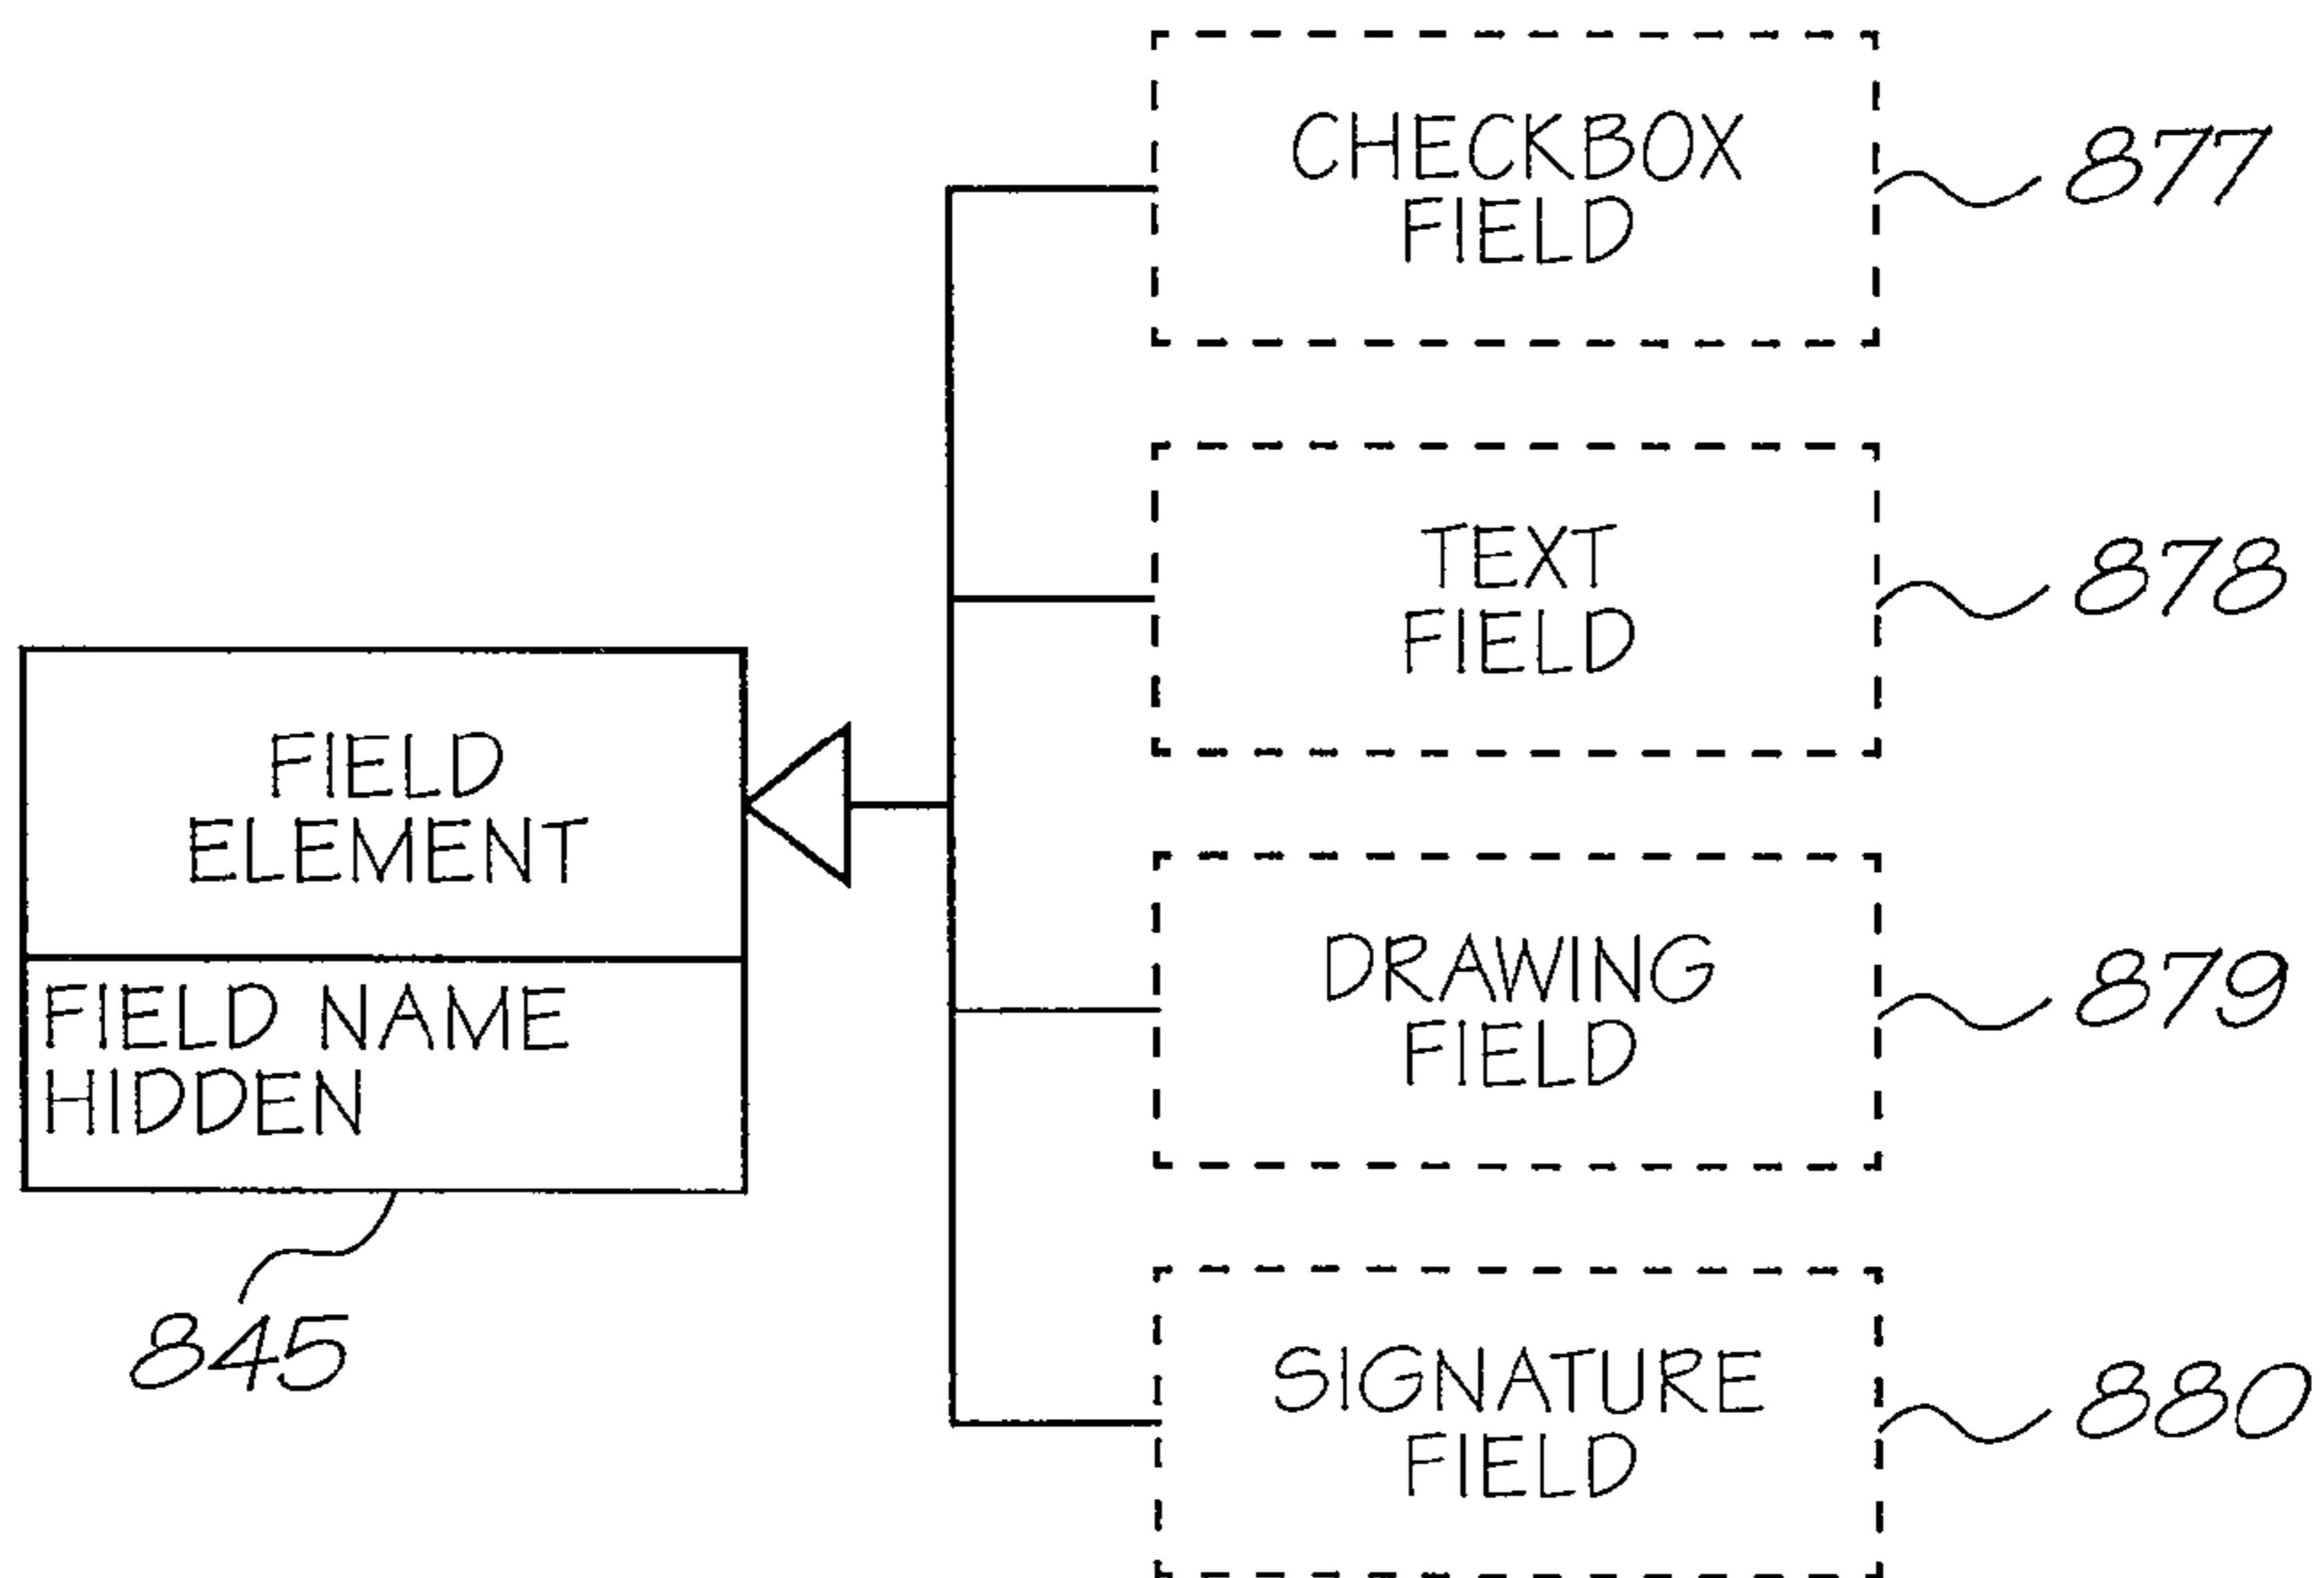 CHECKBOX
FIELD
877
TEXT
FIELD
878
FIELD
ELEMENT
FIELD NAME
HIDDEN
845
DRAWING
FIELD
879
SIGNATURE
FIELD
880